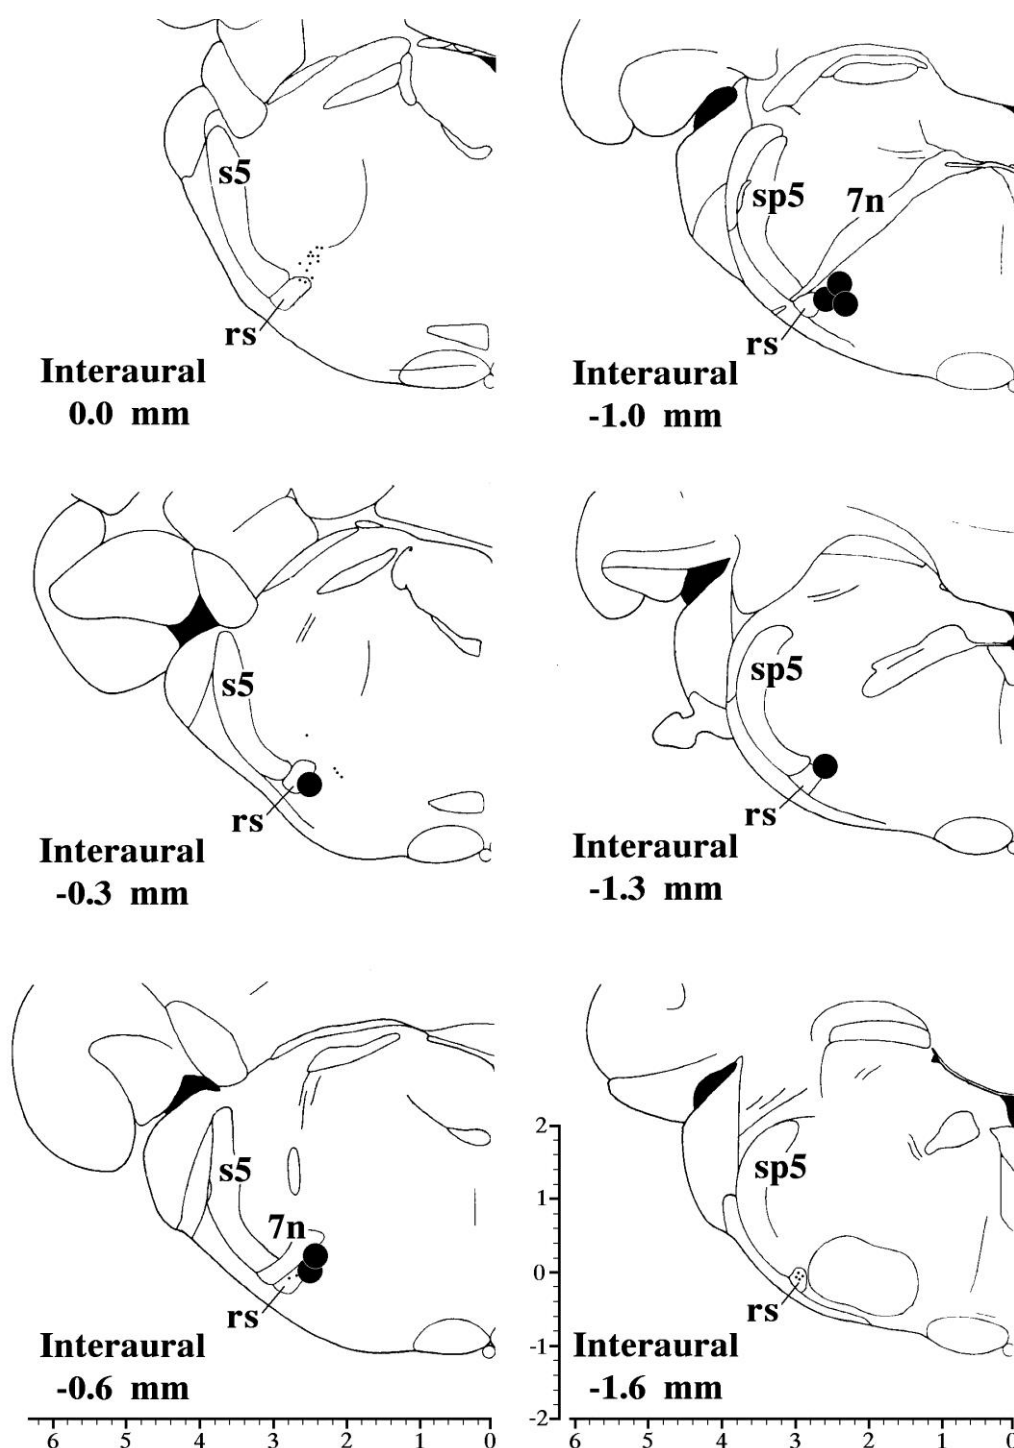 s5
rs
Interaural
0.0 mm
sp5
7n
rs
Interaural
-1.0 mm
s5
rs
Interaural
-0.3 mm
sp5
rs
Interaural
-1.3 mm
s5
7n
rs
Interaural
-0.6 mm
sp5
rs
Interaural
-1.6 mm
2
1
0
-1
-2
6 5 4 3 2 1 0
6 5 4 3 2 1 0